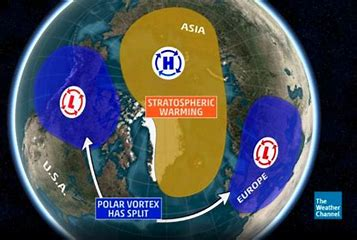 ASIA
H
STRATOSPHERIC
WARMING
L
L
U.S.A.
EUROPE
POLAR VORTEX
HAS SPLIT
The
Weather
Channel